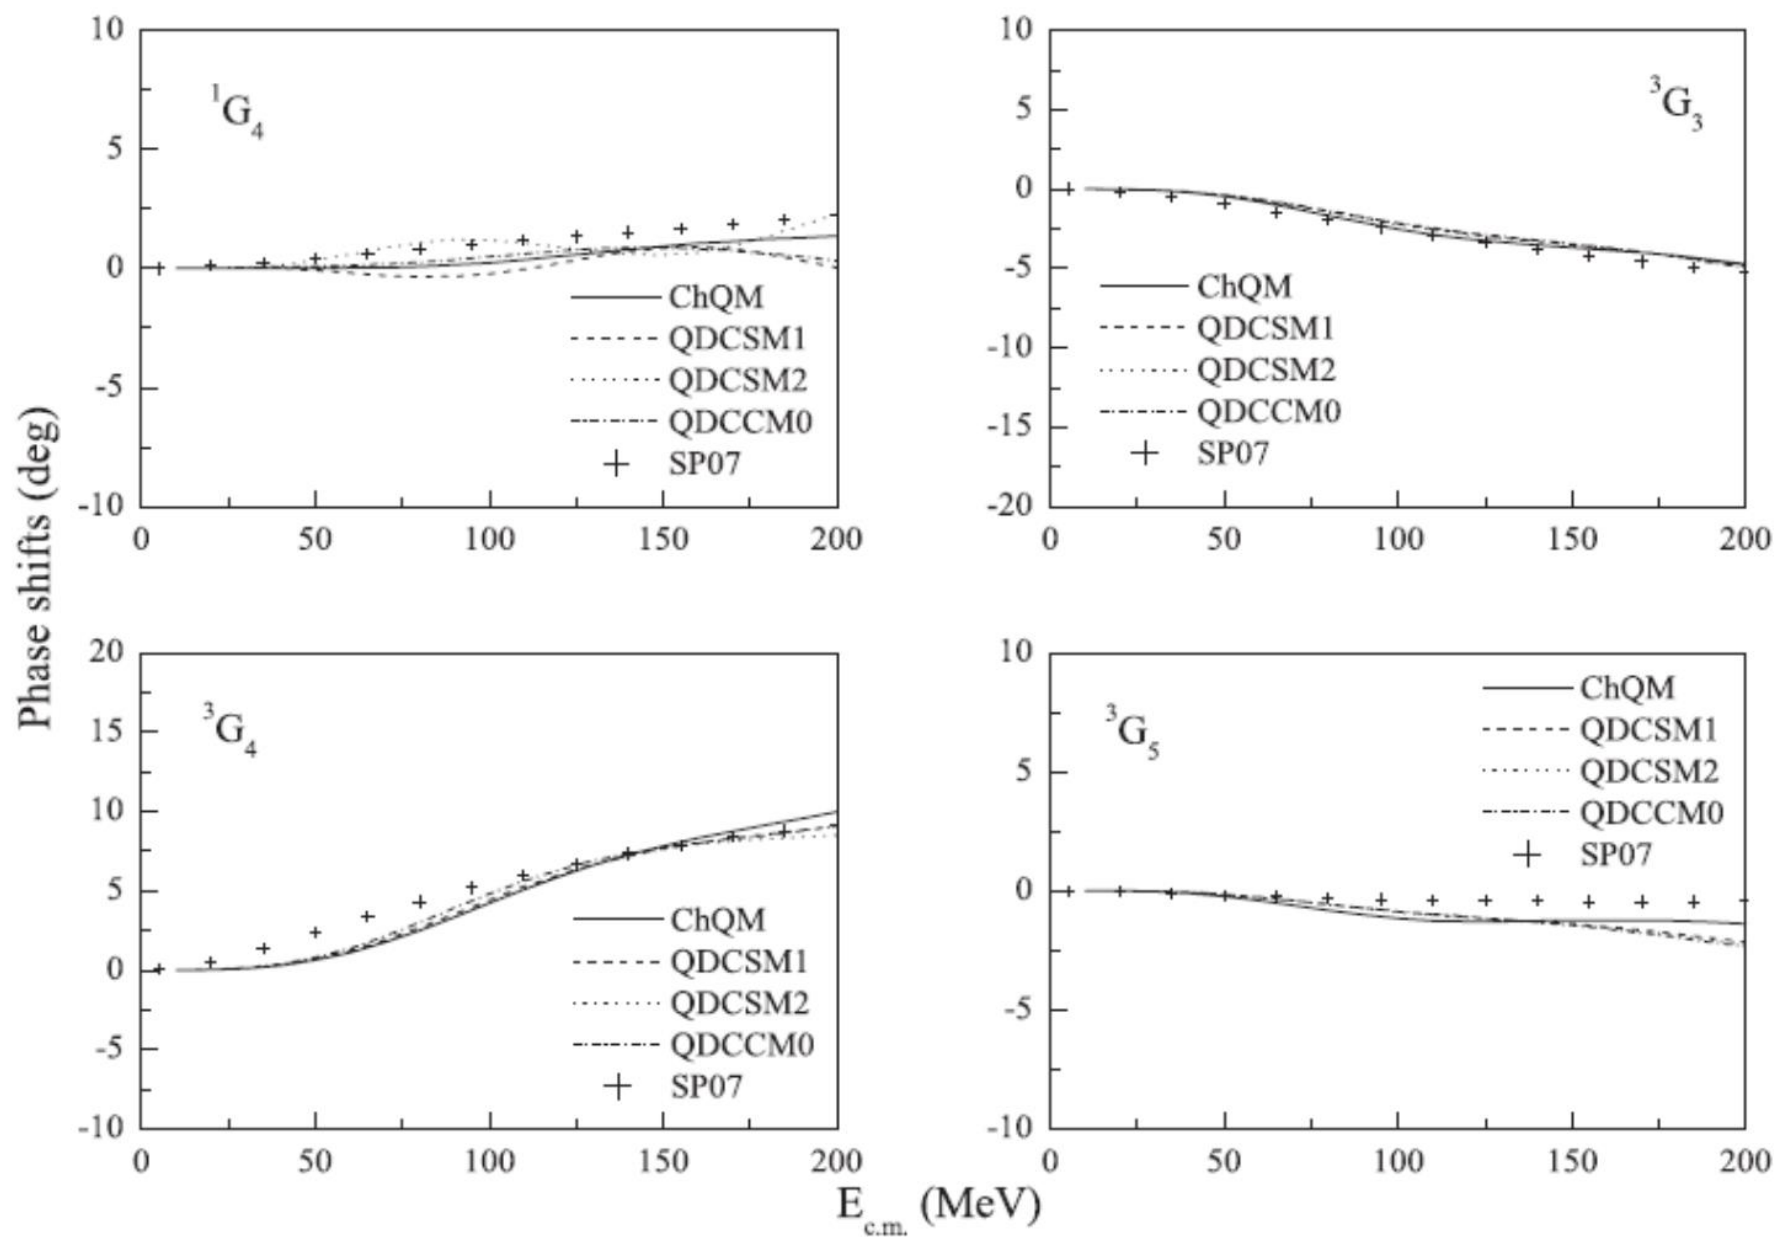 Phase shifts (deg)
10
5
0
-5
-10
0 50 100 150 200
¹G₄
ChQM
QDCSM1
QDCSM2
QDCCM0
SP07
10
5
0
-5
-10
-15
-20
0 50 100 150 200
³G₃
ChQM
QDCSM1
QDCSM2
QDCCM0
SP07
20
15
10
5
0
-5
-10
0 50 100 150 200
³G₄
ChQM
QDCSM1
QDCSM2
QDCCM0
SP07
10
5
0
-5
-10
0 50 100 150 200
³G₅
ChQM
QDCSM1
QDCSM2
QDCCM0
SP07
E c.m. (MeV)